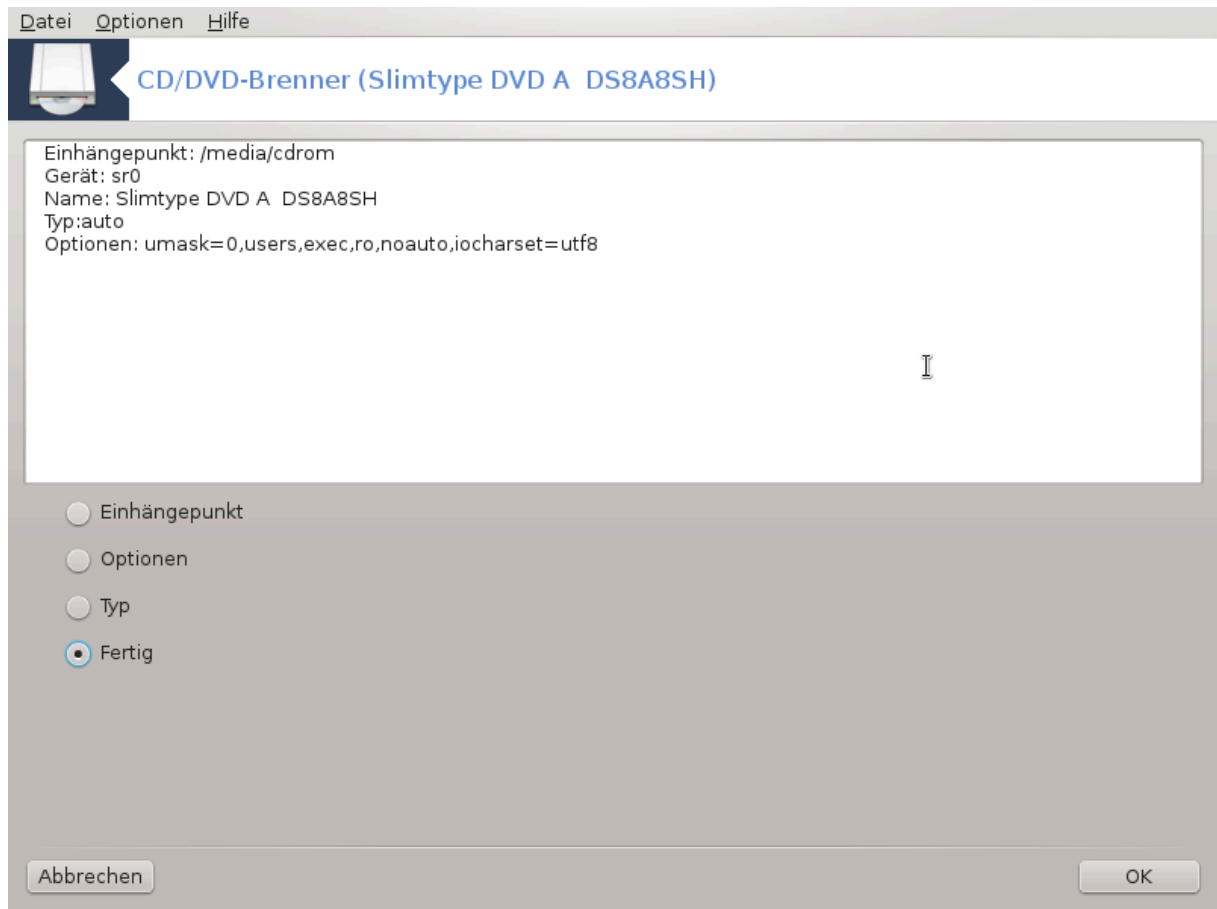 Datei Optionen Hilfe
CD/DVD-Brenner (Slimtype DVD A  DS8A8SH)
Einhängepunkt: /media/cdrom
Gerät: sr0
Name: Slimtype DVD A  DS8A8SH
Typ:auto
Optionen: umask=0,users,exec,ro,noauto,iocharset=utf8
Einhängepunkt
Optionen
Typ
Fertig
Abbrechen OK